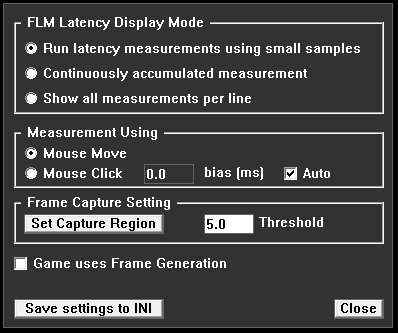 FLM Latency Display Mode
Run latency measurements using small samples
Continuously accumulated measurement
Show all measurements per line
Measurement Using
Mouse Move
Mouse Click 0.0 bias (ms) Auto
Frame Capture Setting
Set Capture Region 5.0 Threshold
Game uses Frame Generation
Save settings to INI Close